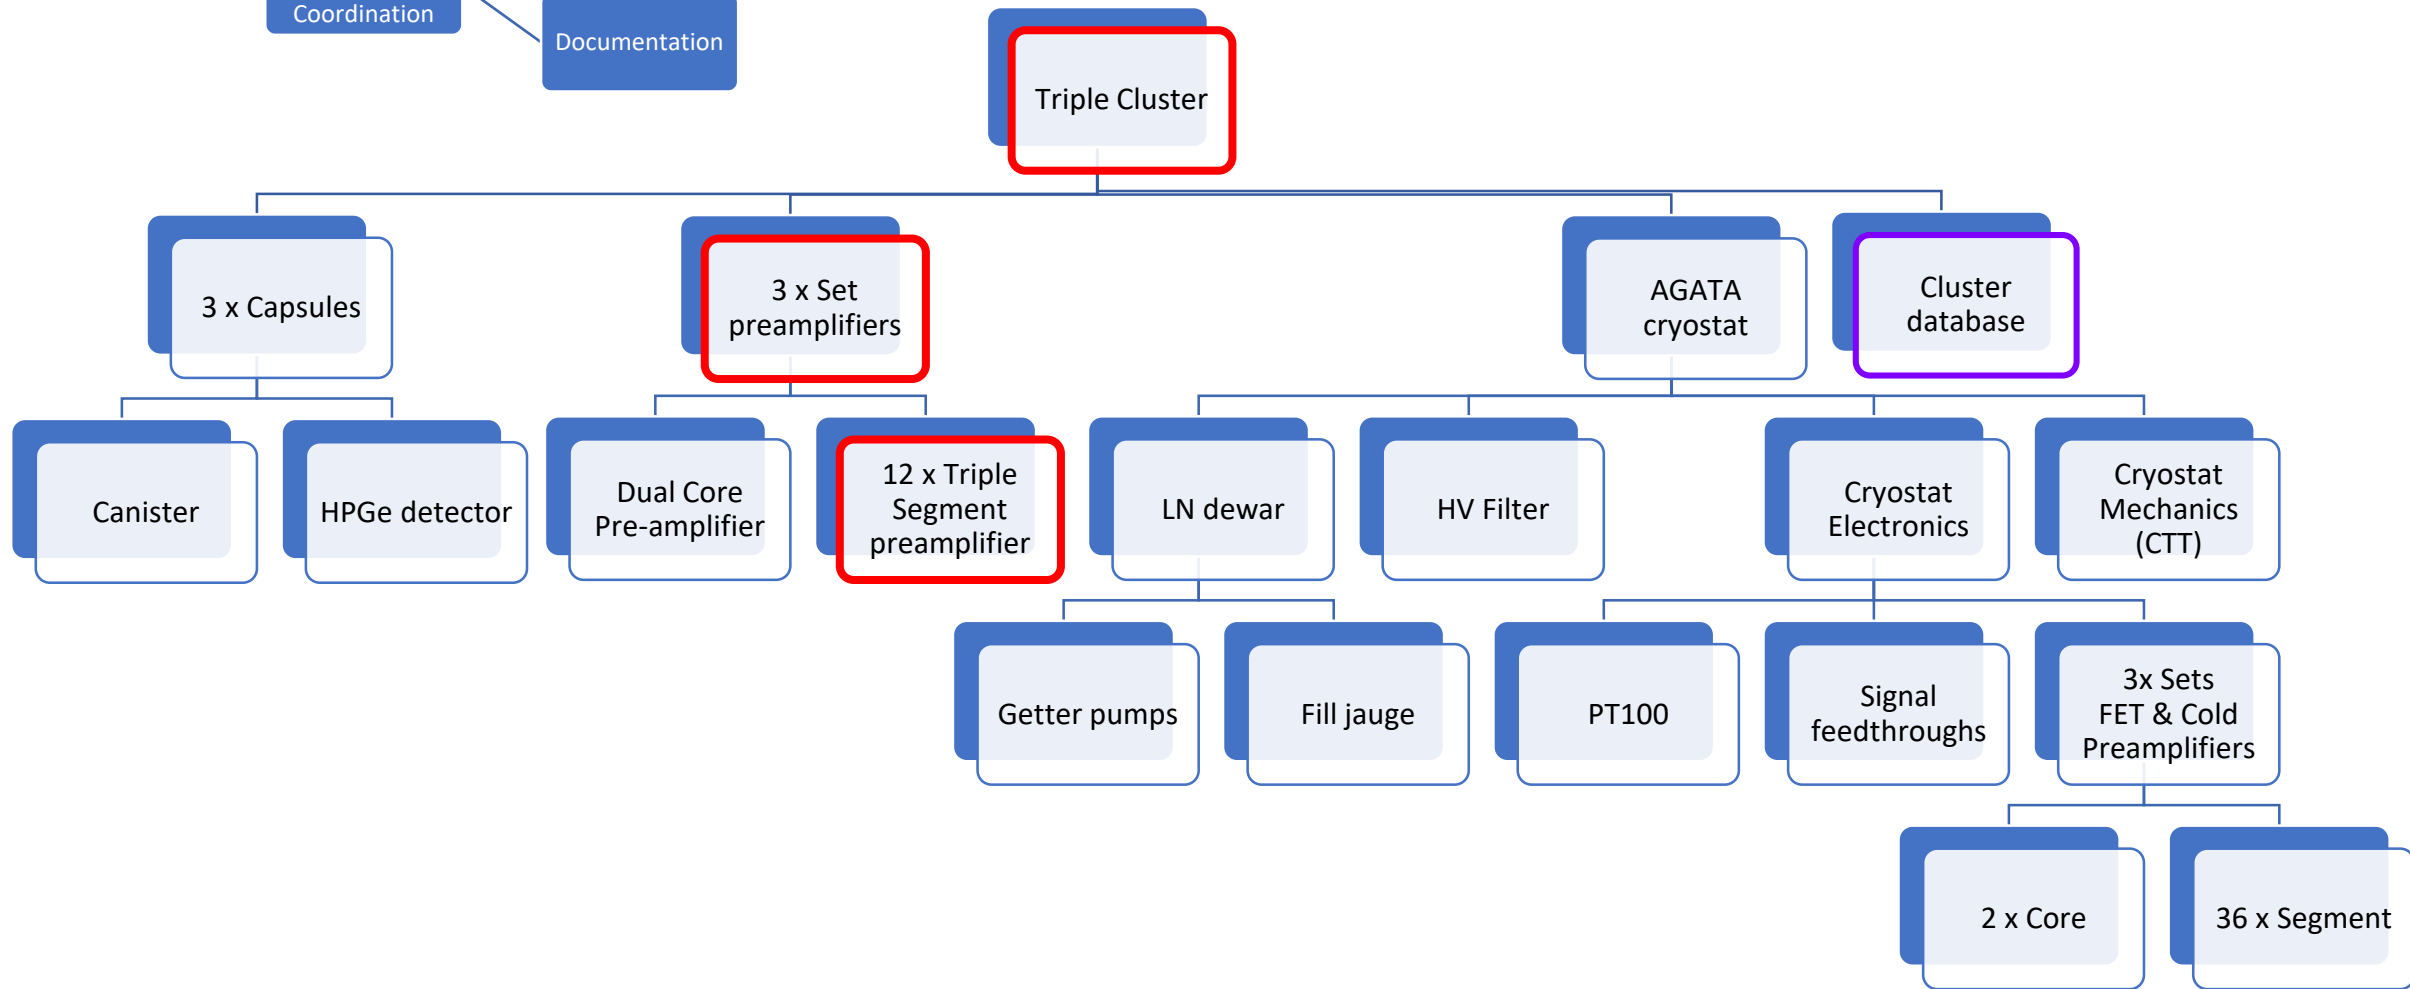 Coordination
Documentation
Triple Cluster
3 x Capsules
3 x Set
preamplifiers
AGATA
cryostat
Cluster
database
Canister
HPGe detector
Dual Core
Pre-amplifier
12 x Triple
Segment
preamplifier
LN dewar
HV Filter
Cryostat
Electronics
Cryostat
Mechanics
(CTT)
Getter pumps
Fill jauge
PT100
Signal
feedthroughs
3x Sets
FET & Cold
Preamplifiers
2 x Core
36 x Segment